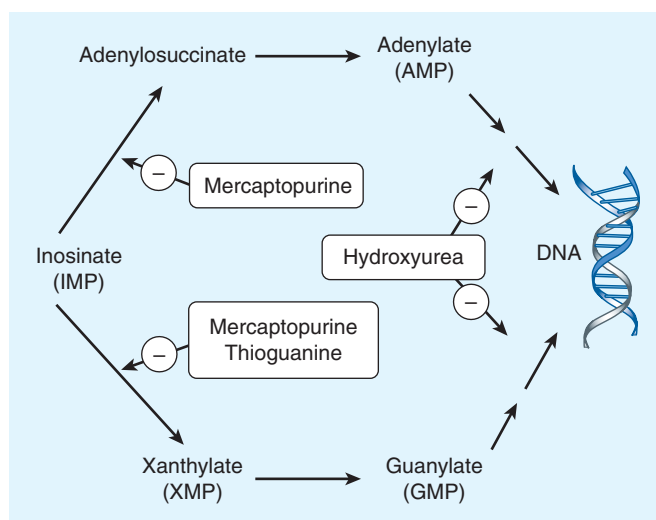 Adenylosuccinate
Adenylate
(AMP)
−
Mercaptopurine
−
Inosinate
(IMP)
Hydroxyurea
DNA
−
Mercaptopurine
Thioguanine
−
Xanthylate
(XMP)
Guanylate
(GMP)